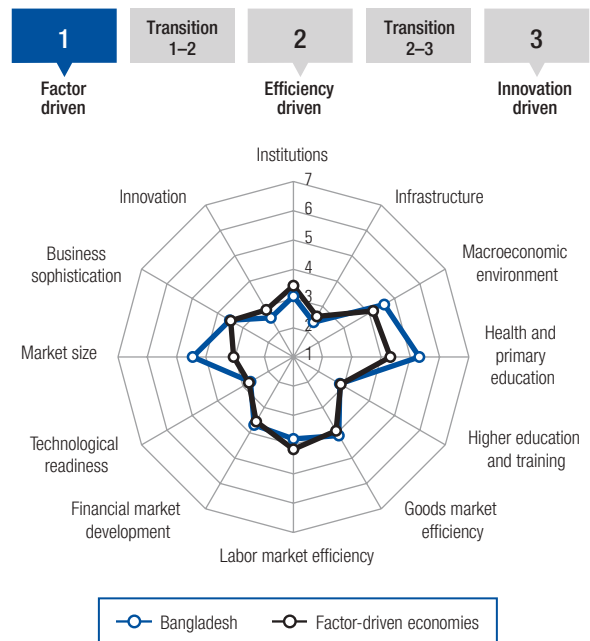 1
Transition
1–2
2
Transition
2–3
3
Factor
driven
Efficiency
driven
Innovation
driven
Institutions
7
6
5
4
3
2
1
Infrastructure
Macroeconomic
environment
Health and
primary
education
Higher education
and training
Goods market
efficiency
Labor market efficiency
Financial market
development
Technological
readiness
Market size
Business
sophistication
Innovation
Bangladesh
Factor-driven economies